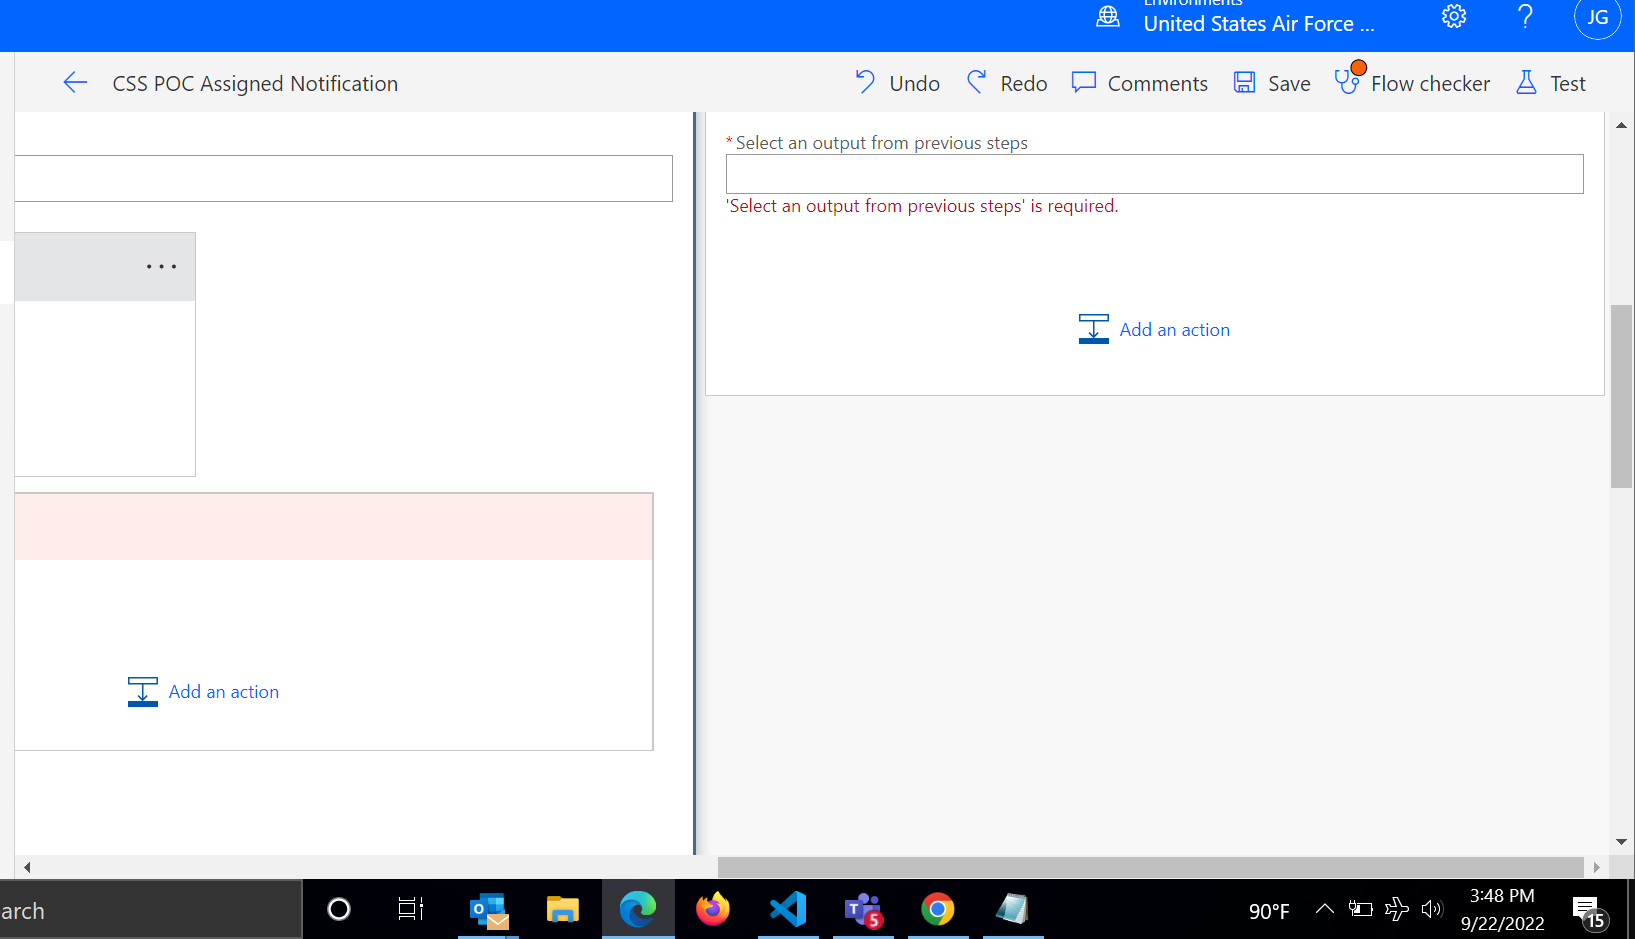 Environments
United States Air Force ...
JG
CSS POC Assigned Notification
Undo
Redo
Comments
Save
Flow checker
Test
* Select an output from previous steps
'Select an output from previous steps' is required.
Add an action
Add an action
arch
5
90°F
3:48 PM
9/22/2022
15